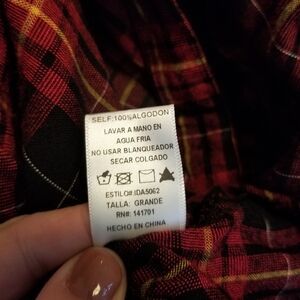 SELF:100%ALGODON
LAVAR A MANO EN
AGUA FRIA
NO USAR BLANQUEADOR
SECAR COLGADO
ESTILO#:IDA5062
TALLA: GRANDE
RN#: 141701
HECHO EN CHINA